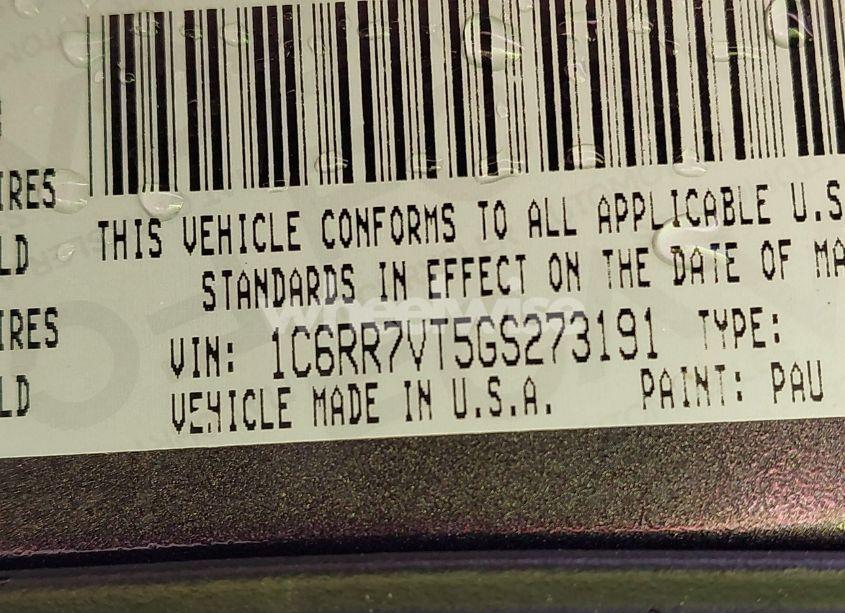 IRES
LD
IRES
LD
THIS VEHICLE CONFORMS TO ALL APPLICABLE U.S
STANDARDS IN EFFECT ON THE DATE OF MA
wheelwise
VIN: 1C6RR7VT5GS273191 TYPE:
VEHICLE MADE IN U.S.A. PAINT: PAU